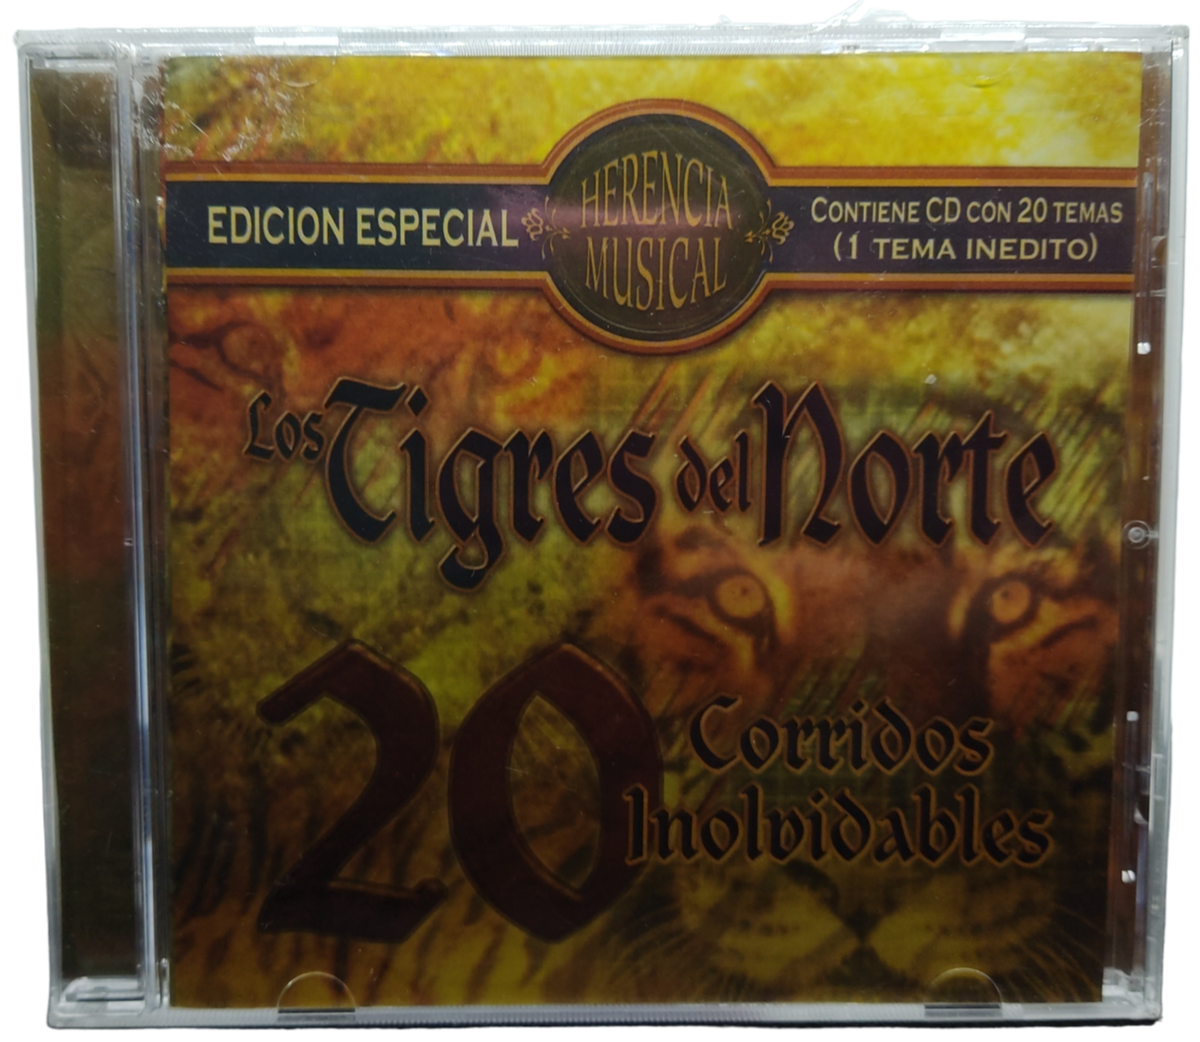 EDICION ESPECIAL
HERENCIA
MUSICAL
CONTIENE CD CON 20 TEMAS
(1 TEMA INEDITO)
Los Tigres del Norte
20
Corridos
Inolvidables